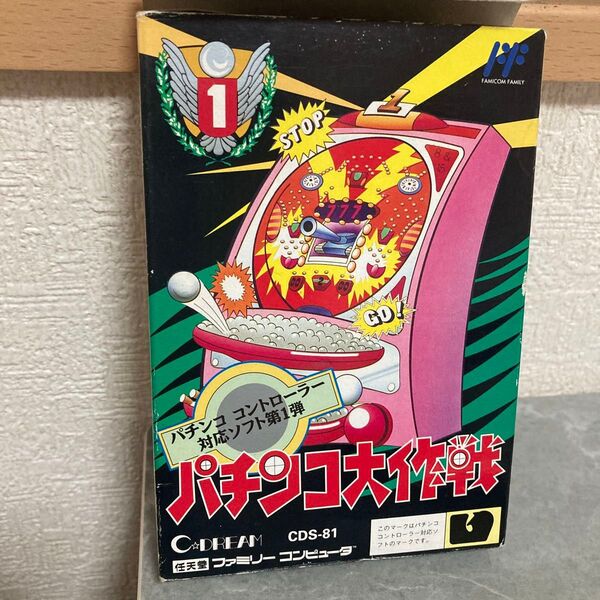 1
FAMICOM FAMILY
1
STOP
777
GO!
パチンコ コントローラー
対応ソフト第1弾
パチンコ大作戦
C☆DREAM CDS-81
このマークはパチンコ
コントローラー対応ソ
フトのマークです。
任天堂 ファミリー コンピュータ™